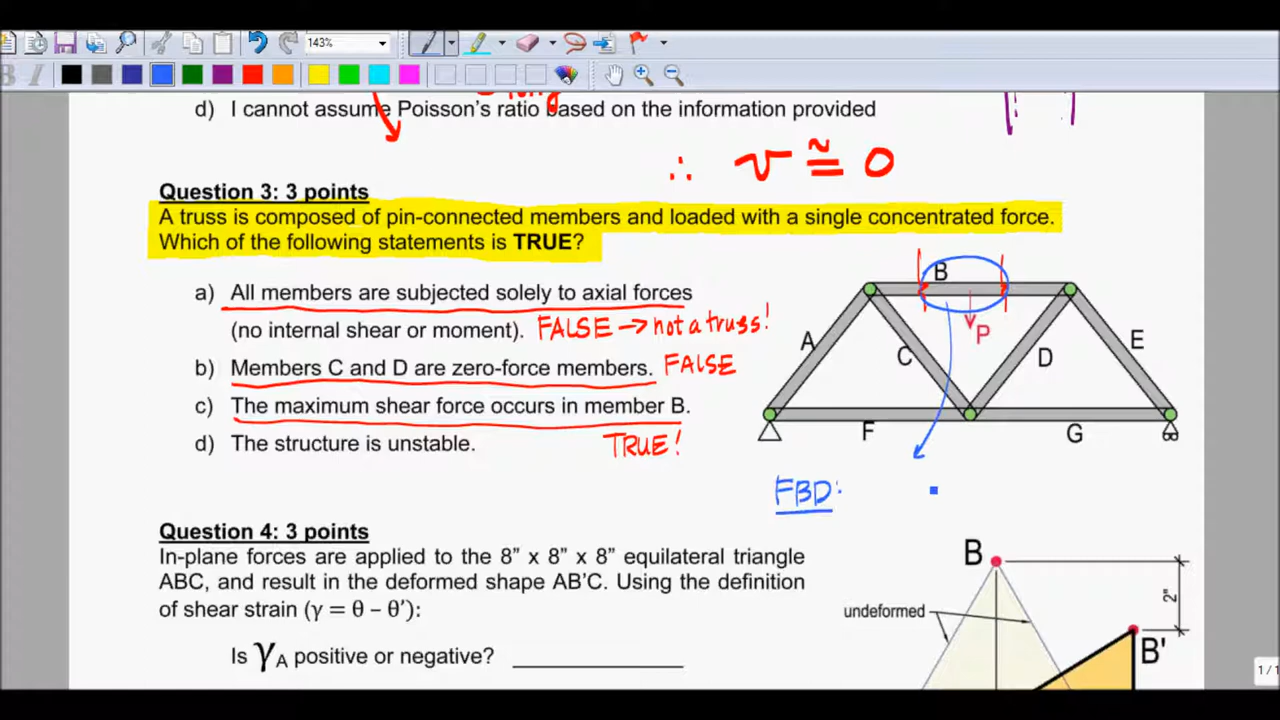 143%
B I
d) I cannot assume Poisson's ratio based on the information provided
∴ ν ≅ 0
Question 3: 3 points
A truss is composed of pin-connected members and loaded with a single concentrated force.
Which of the following statements is TRUE?
a) All members are subjected solely to axial forces
(no internal shear or moment). FALSE → not a truss!
b) Members C and D are zero-force members. FALSE
c) The maximum shear force occurs in member B.
d) The structure is unstable. TRUE!
B
P
A
C
D
E
F
G
FBD:
Question 4: 3 points
In-plane forces are applied to the 8” x 8” x 8” equilateral triangle
ABC, and result in the deformed shape AB’C. Using the definition
of shear strain (γ = θ – θ’):
Is γA positive or negative? ____________
B
2"
undeformed
B'
1/1